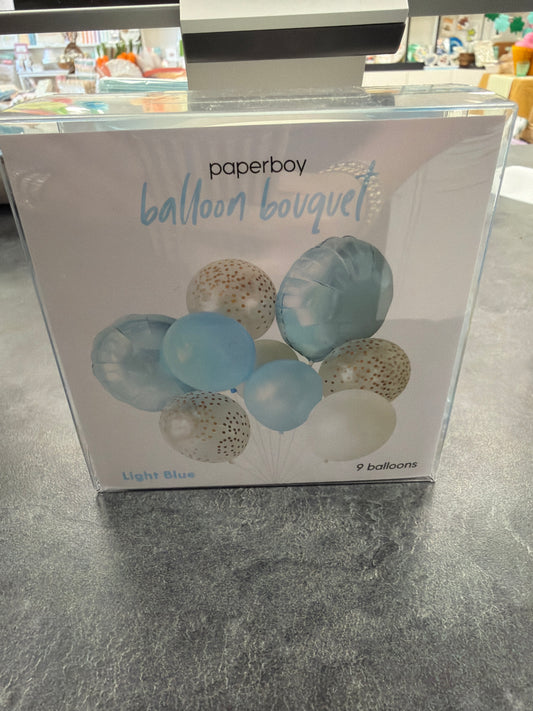 paperboy
balloon bouquet
Light Blue
9 balloons